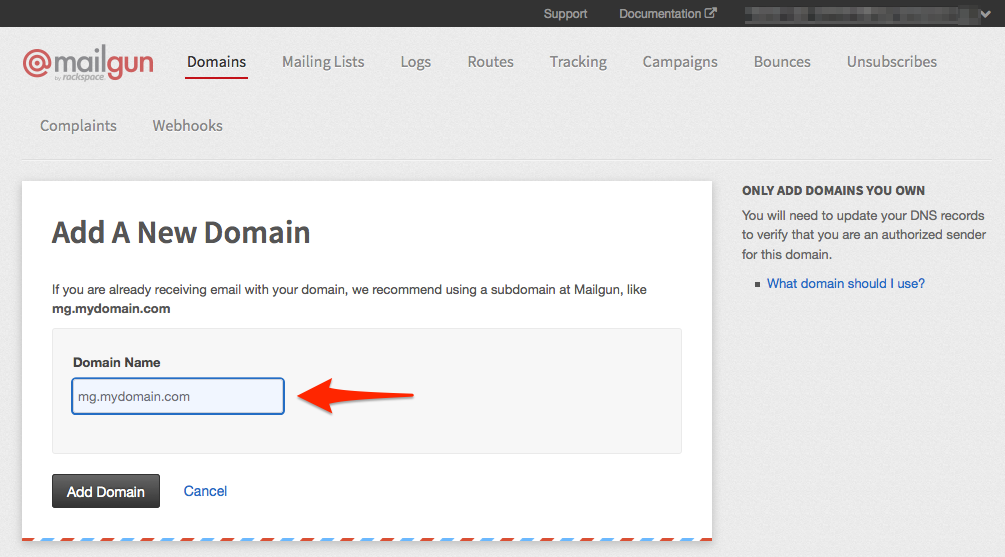 Support Documentation
@mailgun
by rackspace.
Domains Mailing Lists Logs Routes Tracking Campaigns Bounces Unsubscribes
Complaints Webhooks
Add A New Domain
If you are already receiving email with your domain, we recommend using a subdomain at Mailgun, like
mg.mydomain.com
Domain Name
mg.mydomain.com
Add Domain Cancel
ONLY ADD DOMAINS YOU OWN
You will need to update your DNS records
to verify that you are an authorized sender
for this domain.
What domain should I use?